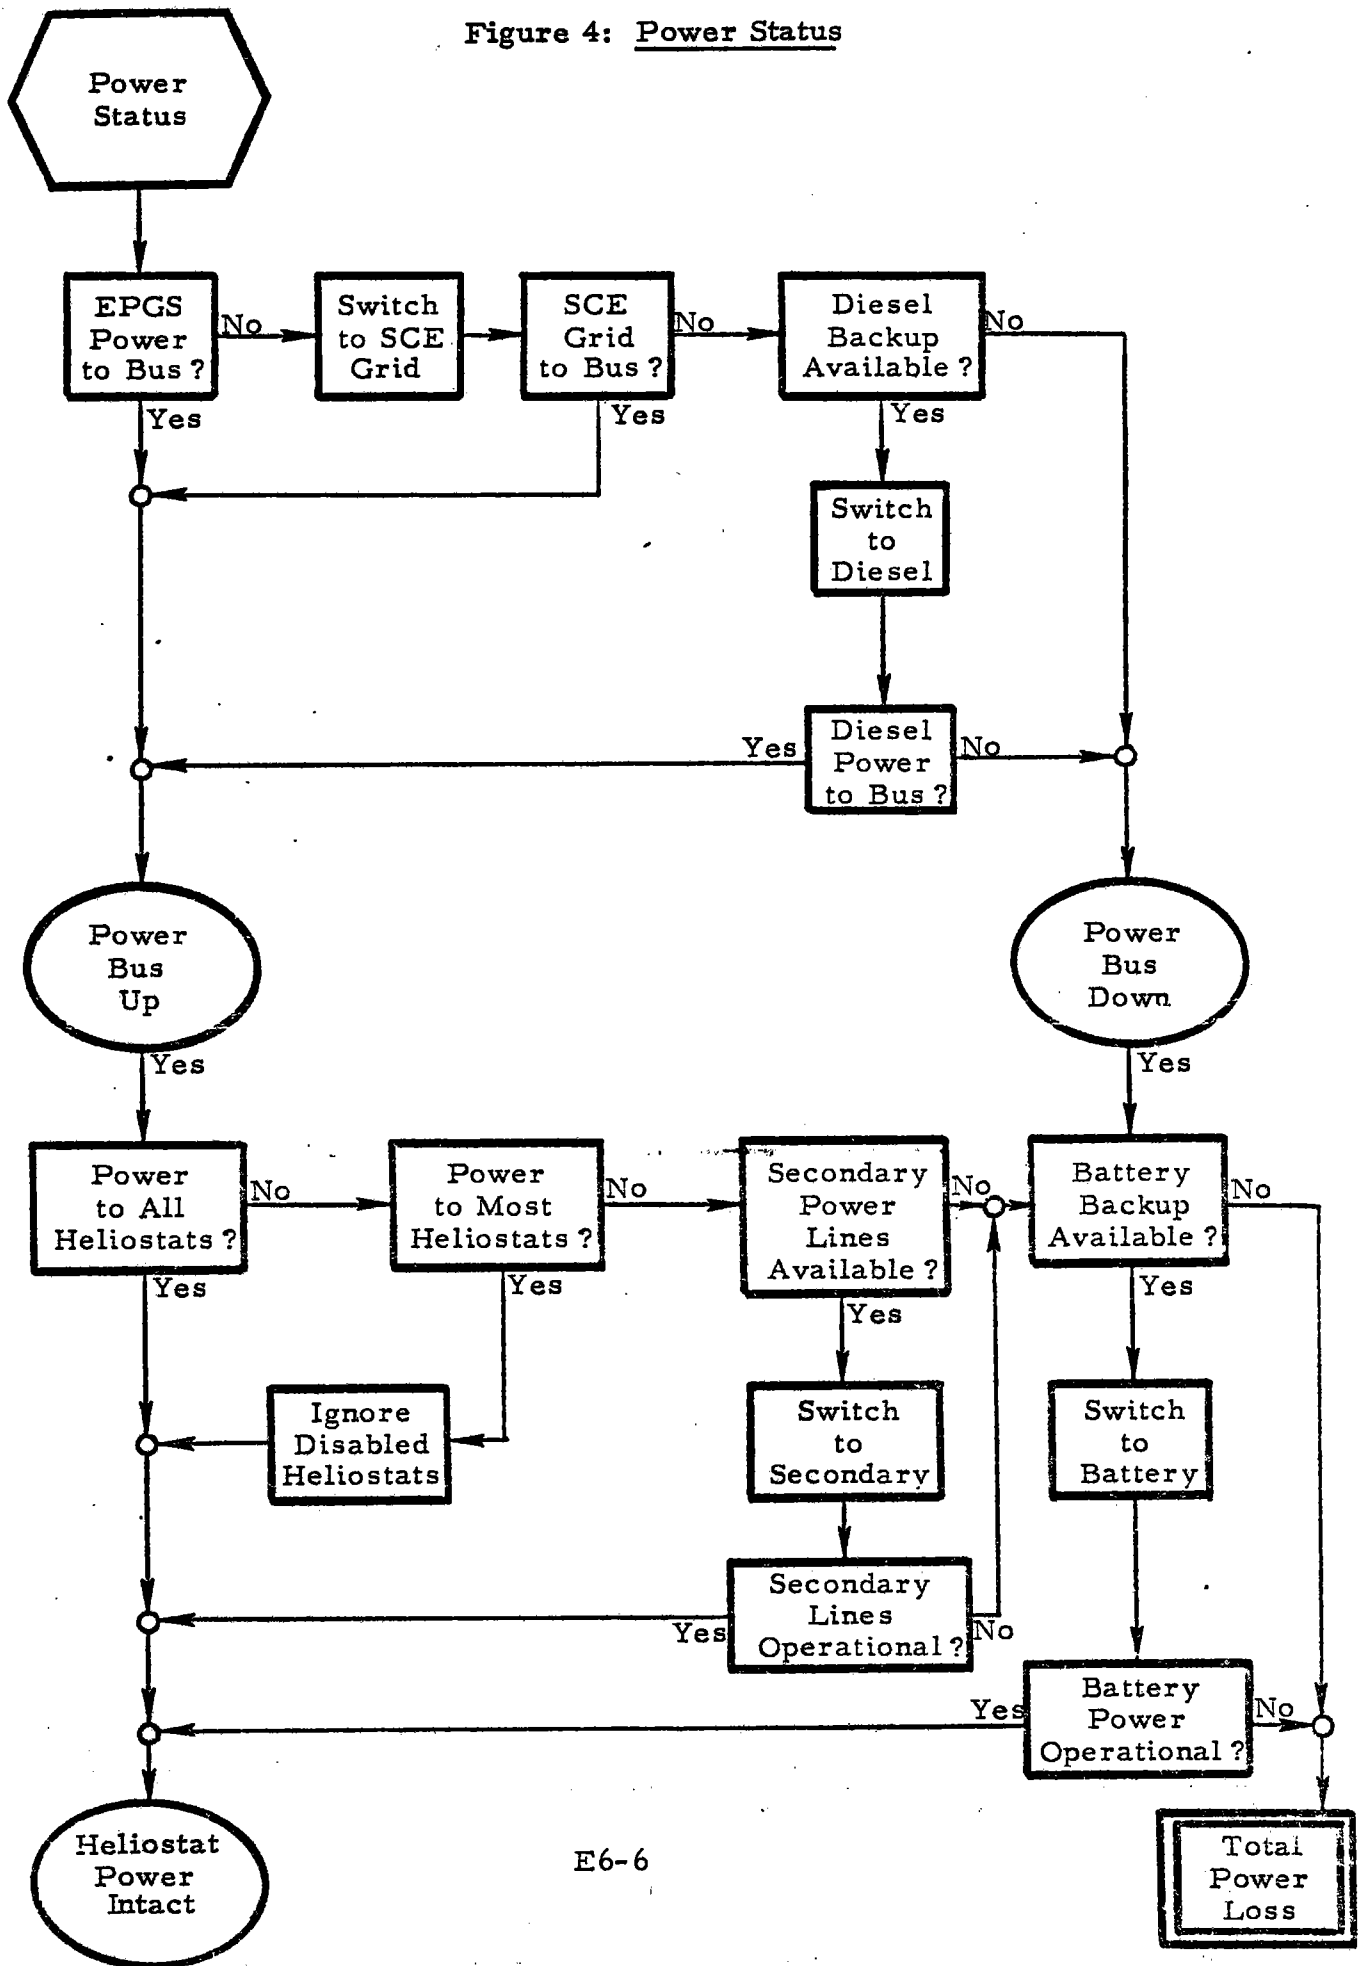 Figure 4: Power Status
Power
Status
EPGS
Power
to Bus ?
No
Yes
Switch
to SCE
Grid
SCE
Grid
to Bus ?
No
Yes
Diesel
Backup
Available ?
No
Yes
Switch
to
Diesel
Diesel
Power
to Bus ?
Yes
No
Power
Bus
Up
Yes
Power
Bus
Down
Yes
Power
to All
Heliostats ?
No
Yes
Power
to Most
Heliostats ?
No
Yes
Secondary
Power
Lines
Available ?
No
Yes
Battery
Backup
Available ?
No
Yes
Ignore
Disabled
Heliostats
Switch
to
Secondary
Switch
to
Battery
Secondary
Lines
Operational ?
Yes
No
Battery
Power
Operational ?
Yes
No
Heliostat
Power
Intact
Total
Power
Loss
E6-6